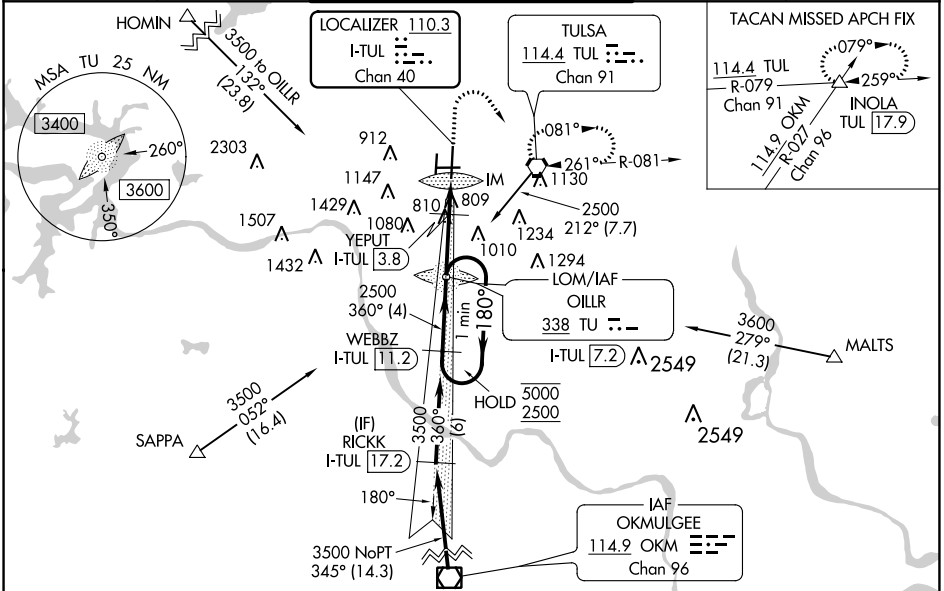 HOMIN
3500 to OILLR
132°
(23.8)
LOCALIZER 110.3
I-TUL
Chan 40
TULSA
114.4 TUL
Chan 91
TACAN MISSED APCH FIX
079°
114.4 TUL
R-079
Chan 91
259°
INOLA
TUL 17.9
114.9 OKM
R-027
Chan 96
MSA TU 25 NM
3400
260°
3600
350°
2303
912
1147
1429
1080
1507
1432
810
809
IM
081°
261°
R-081
1130
2500
212° (7.7)
1234
1010
1294
YEPUT
I-TUL 3.8
LOM/IAF
OILLR
338 TU
I-TUL 7.2
2500
360° (4)
1 min
180°
WEBBZ
I-TUL 11.2
HOLD
5000
2500
3600
279°
(21.3)
MALTS
2549
2549
3500
052°
(16.4)
SAPPA
3500
360°
(6)
(IF)
RICKK
I-TUL 17.2
180°
3500 NoPT
345° (14.3)
IAF
OKMULGEE
114.9 OKM
Chan 96